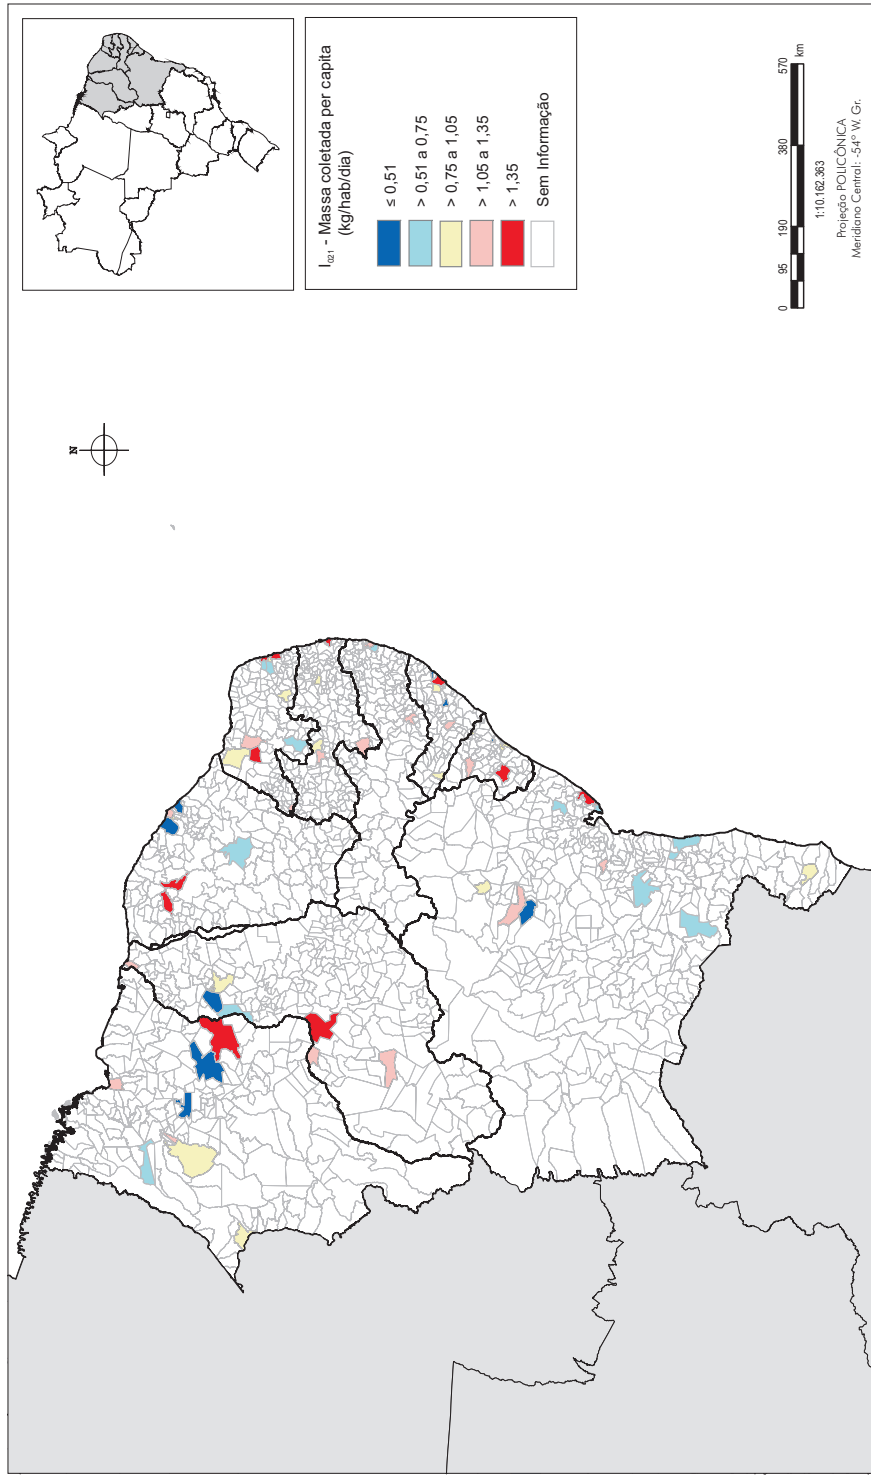 I021 - Massa coletada per capita
(kg/hab/dia)
≤ 0,51
> 0,51 a 0,75
> 0,75 a 1,05
> 1,05 a 1,35
> 1,35
Sem Informação
N
0 95 190 380 570
km
1:10.162.363
Projeção POLICÔNICA
Meridiano Central: -54° W. Gr.